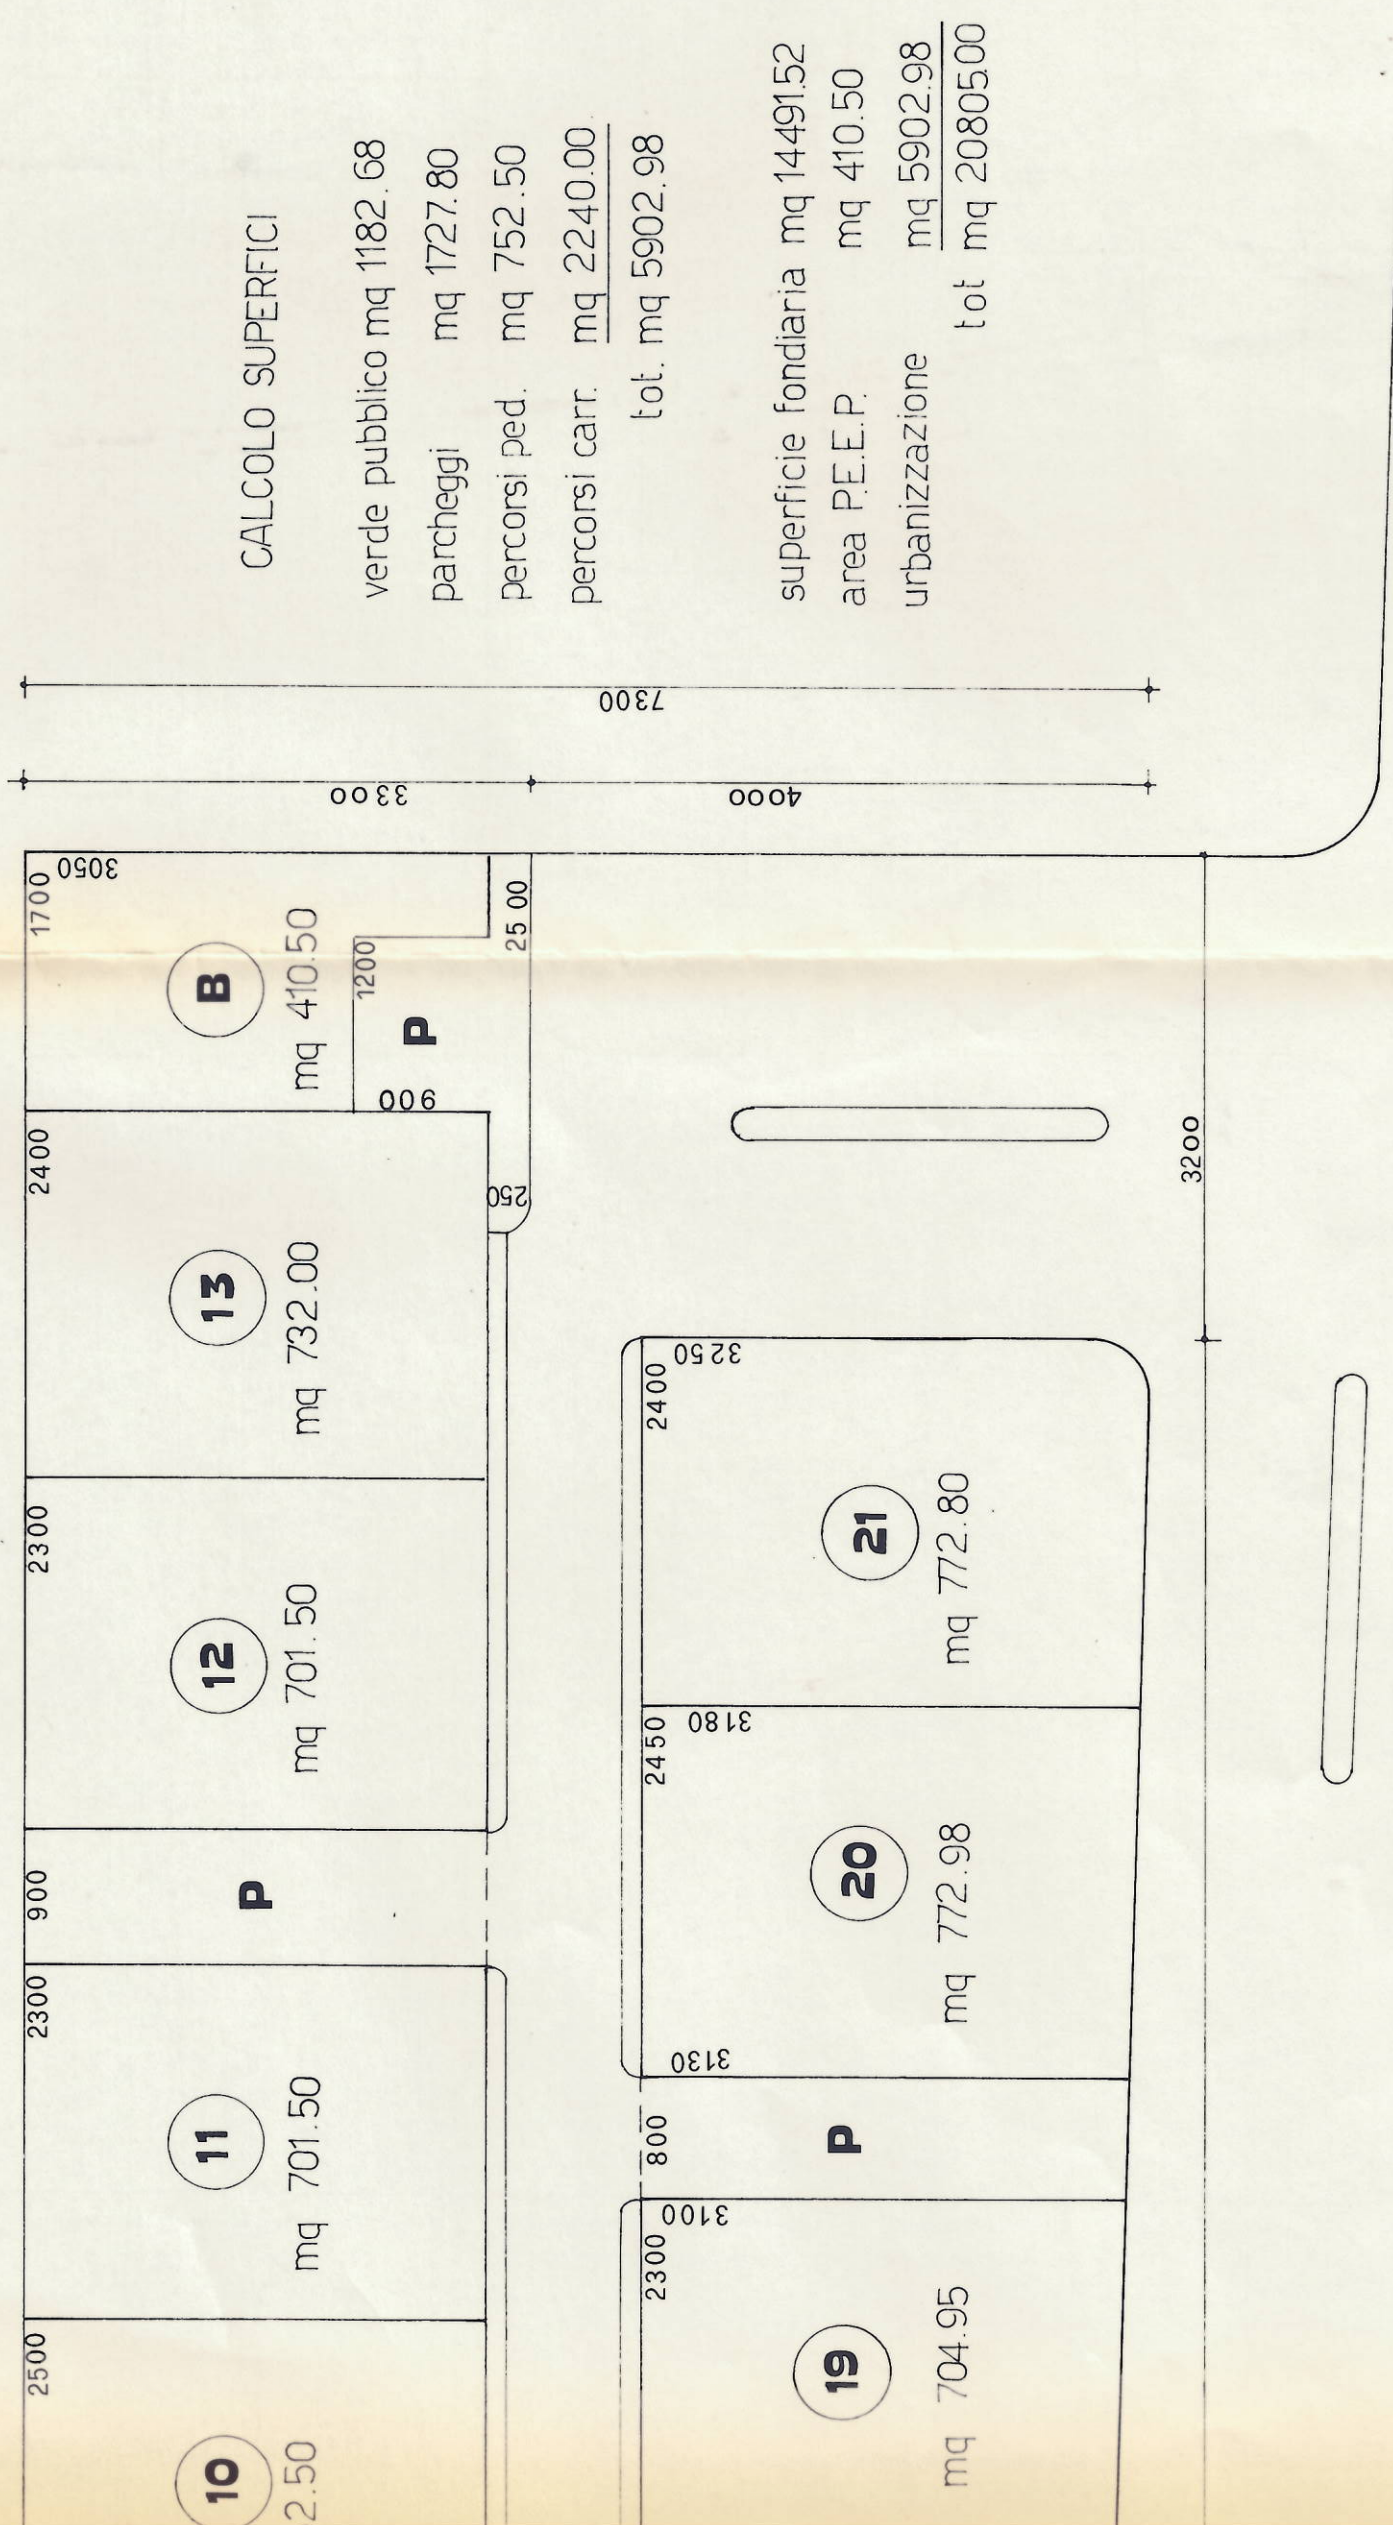 CALCOLO SUPERFICI
verde pubblico mq 1182.68
parcheggi mq 1727.80
percorsi ped. mq 752.50
percorsi carr. mq 2240.00
tot. mq 5902.98
superficie fondiaria mq 14491.52
area P.E.E.P. mq 410.50
urbanizzazione mq 5902.98
tot mq 20805.00
7300
3300
4000
2500
2300
900
2300
2400
1700
3050
10
2.50
11
mq 701.50
P
12
mq 701.50
13
mq 732.00
B
mq 410.50
1200
900
P
250
25 00
2300
3100
800
3130
2450
3180
2400
3250
19
mq 704.95
P
20
mq 772.98
21
mq 772.80
3200